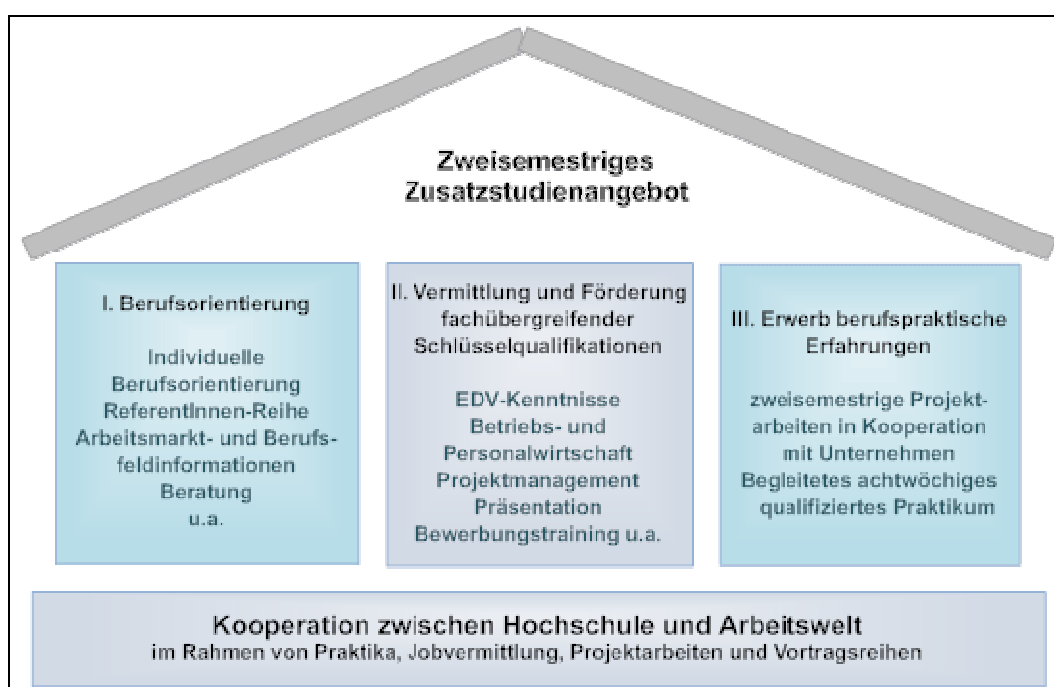 Zweisemestriges
Zusatzstudienangebot
I. Berufsorientierung
Individuelle
Berufsorientierung
ReferentInnen-Reihe
Arbeitsmarkt- und Berufs-
feldinformationen
Beratung
u.a.
II. Vermittlung und Förderung
fachübergreifender
Schlüsselqualifikationen
EDV-Kenntnisse
Betriebs- und
Personalwirtschaft
Projektmanagement
Präsentation
Bewerbungstraining u.a.
III. Erwerb berufspraktische
Erfahrungen
zweisemestrige Projekt-
arbeiten in Kooperation
mit Unternehmen
Begleitetes achtwöchiges
qualifiziertes Praktikum
Kooperation zwischen Hochschule und Arbeitswelt
im Rahmen von Praktika, Jobvermittlung, Projektarbeiten und Vortragsreihen